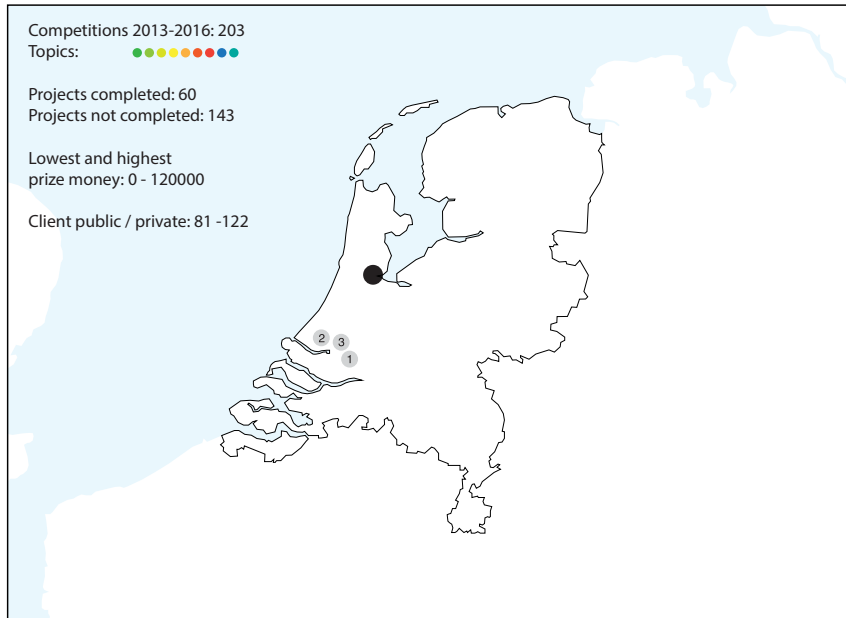 Competitions 2013-2016: 203
Topics:
Projects completed: 60
Projects not completed: 143
Lowest and highest
prize money: 0 - 120000
Client public / private: 81 -122
2
3
1